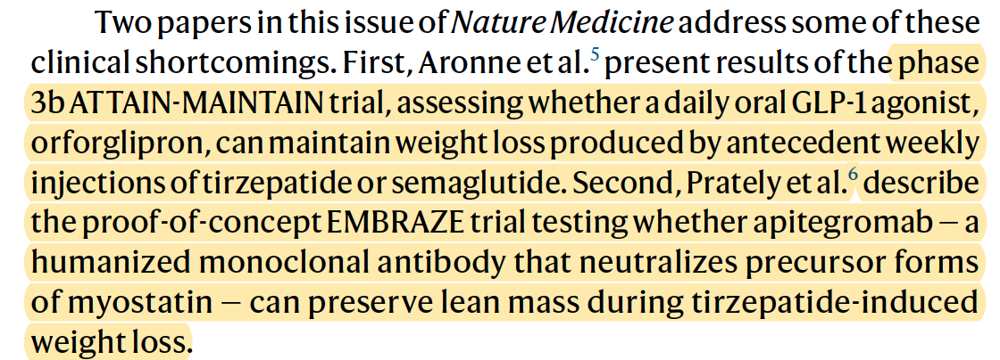 Two papers in this issue of Nature Medicine address some of these
clinical shortcomings. First, Aronne et al.5 present results of the phase
3b ATTAIN-MAINTAIN trial, assessing whether a daily oral GLP-1 agonist,
orforglipron, can maintain weight loss produced by antecedent weekly
injections of tirzepatide or semaglutide. Second, Prately et al.6 describe
the proof-of-concept EMBRAZE trial testing whether apitegromab — a
humanized monoclonal antibody that neutralizes precursor forms
of myostatin — can preserve lean mass during tirzepatide-induced
weight loss.